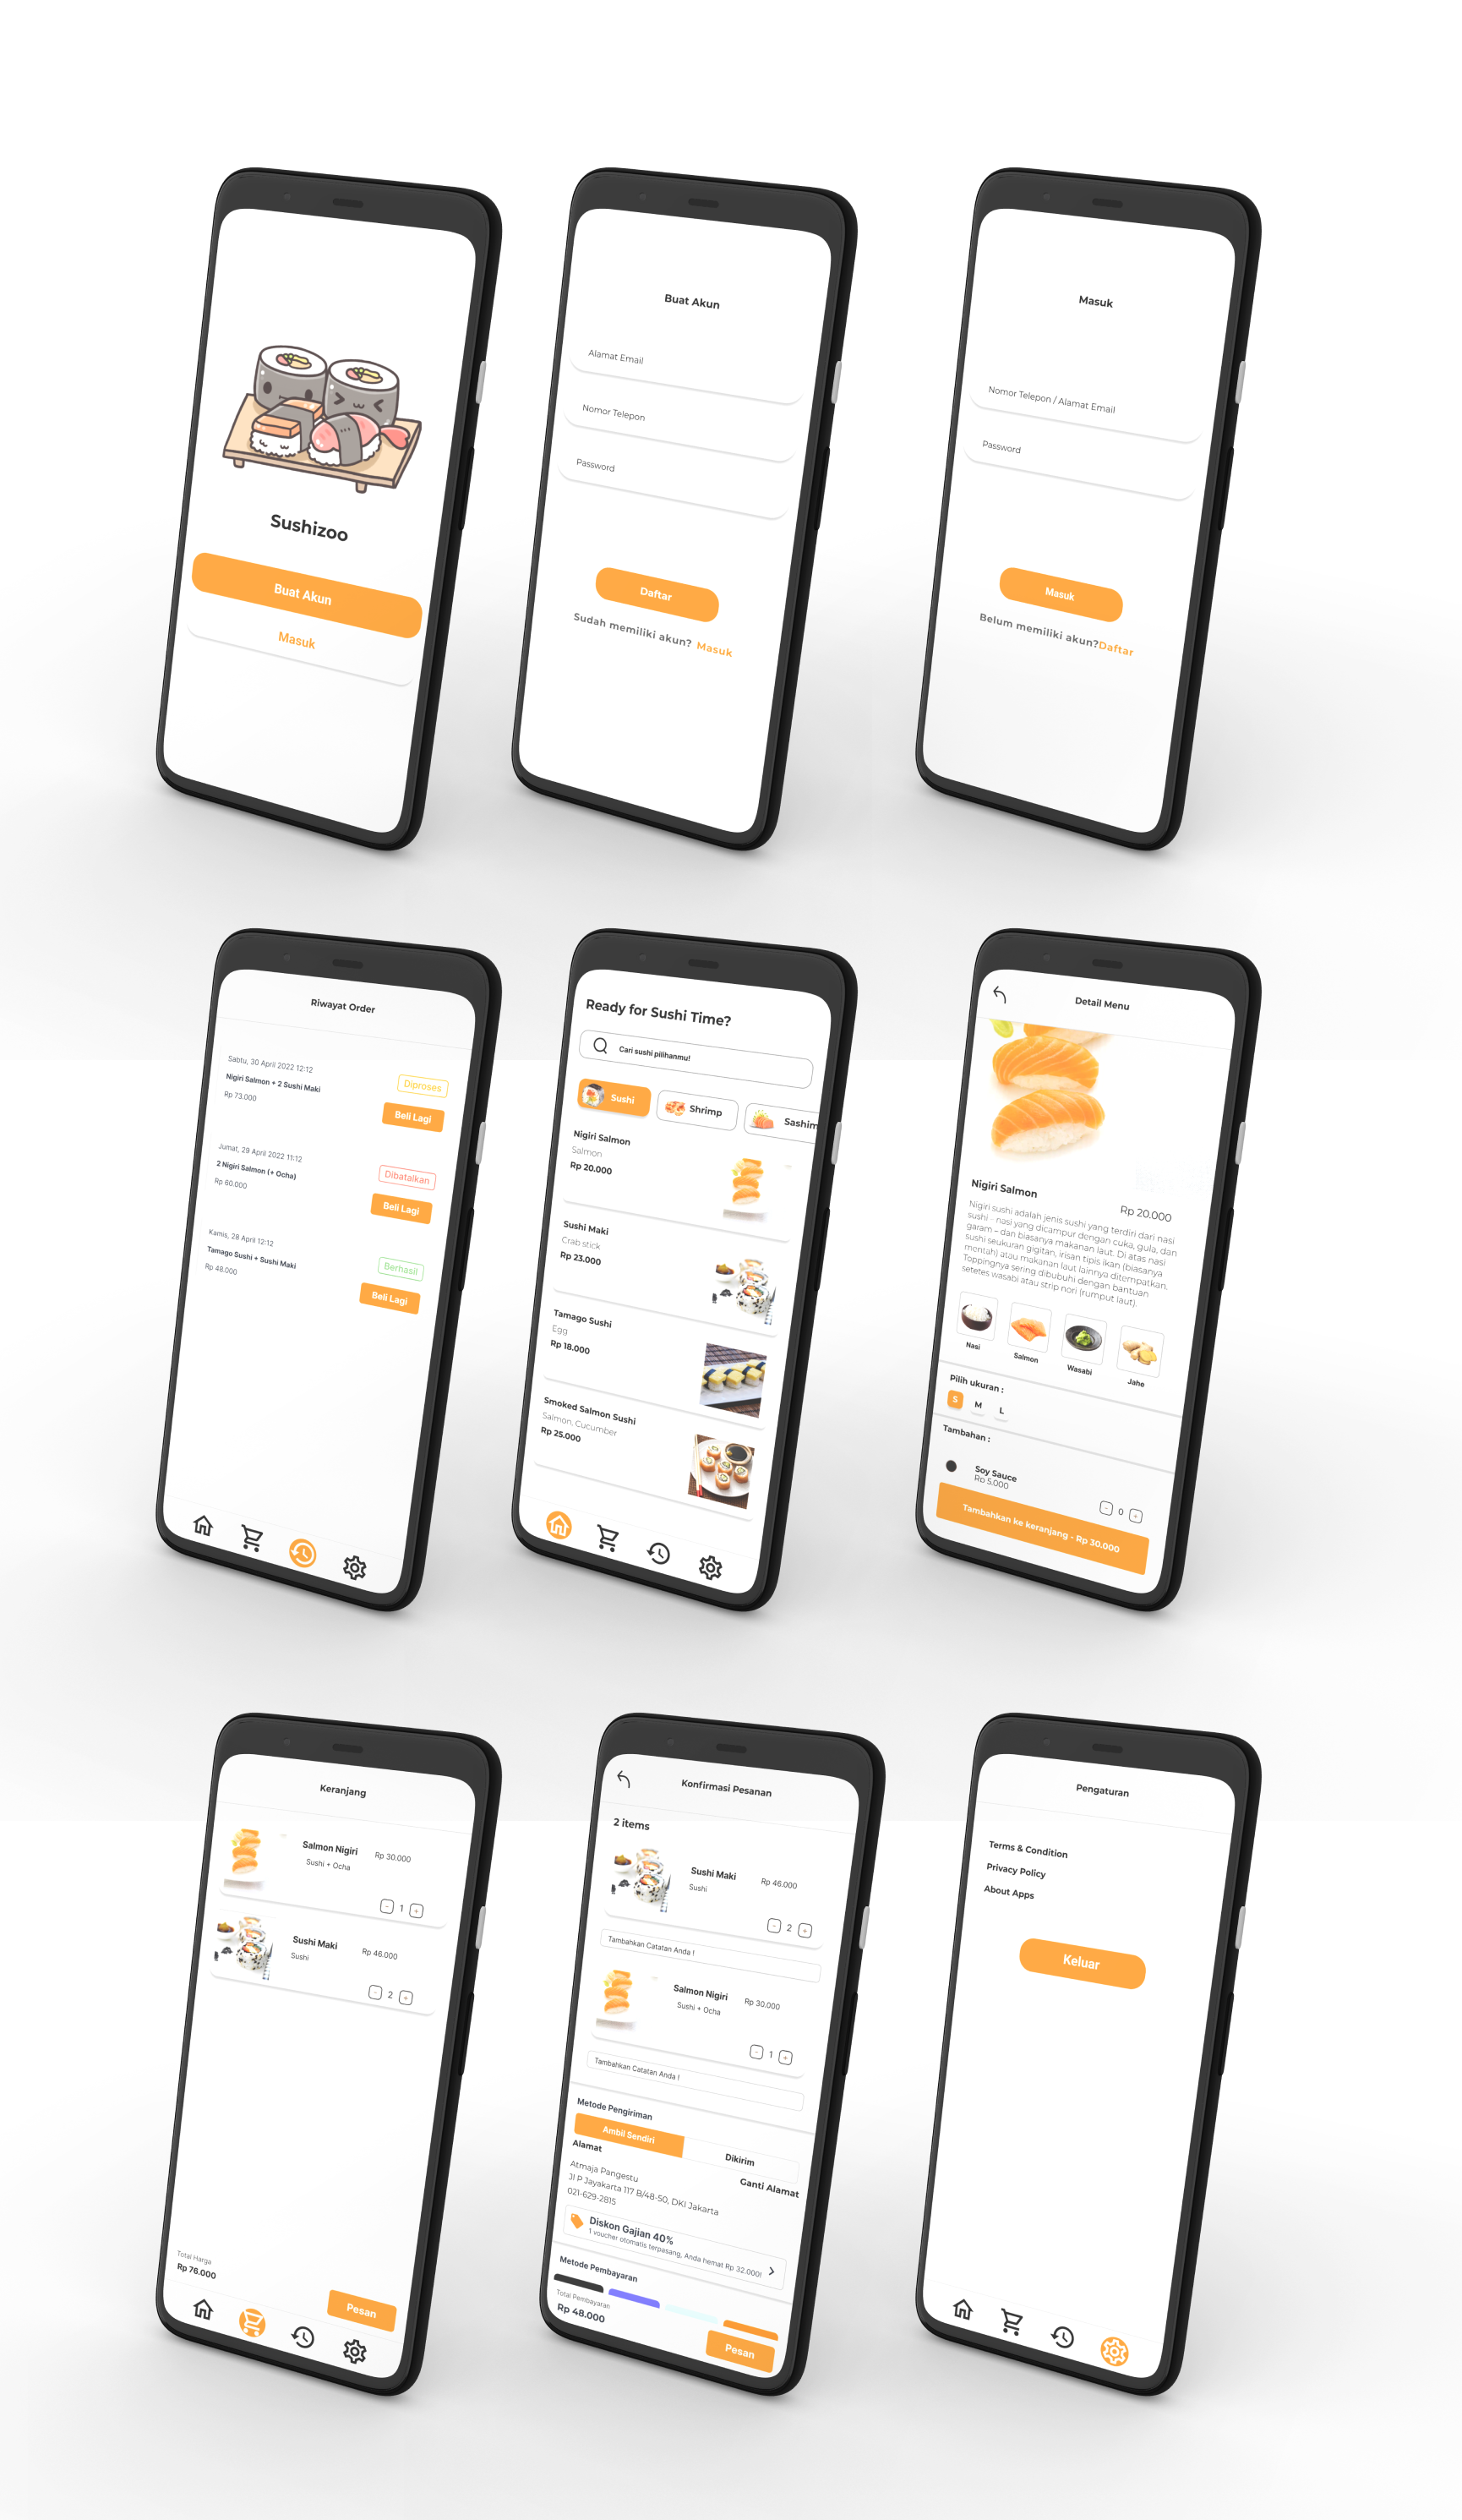 Sushizoo
Buat Akun
Masuk
Buat Akun
Alamat Email
Nomor Telepon
Password
Daftar
Sudah memiliki akun? Masuk
Masuk
Nomor Telepon / Alamat Email
Password
Masuk
Belum memiliki akun?Daftar
Riwayat Order
Sabtu, 30 April 2022 12:12
Nigiri Salmon + 2 Sushi Maki
Rp 73.000
Diproses
Beli Lagi
Jumat, 29 April 2022 11:12
2 Nigiri Salmon (+ Ocha)
Rp 60.000
Dibatalkan
Beli Lagi
Kamis, 28 April 12:12
Tamago Sushi + Sushi Maki
Rp 48.000
Berhasil
Beli Lagi
Ready for Sushi Time?
Cari sushi pilihanmu!
Sushi
Shrimp
Sashim
Nigiri Salmon
Salmon
Rp 20.000
Sushi Maki
Crab stick
Rp 23.000
Tamago Sushi
Egg
Rp 18.000
Smoked Salmon Sushi
Salmon, Cucumber
Rp 25.000
Detail Menu
Nigiri Salmon
Rp 20.000
Nigiri sushi adalah jenis sushi yang terdiri dari nasi
sushi - nasi yang dicampur dengan cuka, gula, dan
garam – dan biasanya makanan laut. Di atas nasi
sushi seukuran gigitan, irisan tipis ikan (biasanya
mentah) atau makanan laut lainnya ditempatkan.
Toppingnya sering dibubuhi dengan bantuan
setetes wasabi atau strip nori (rumput laut).
Nasi
Salmon
Wasabi
Jahe
Pilih ukuran :
S
M
L
Tambahan :
Soy Sauce
Rp 5.000
- 0 +
Tambahkan ke keranjang - Rp 30.000
Keranjang
Salmon Nigiri
Rp 30.000
Sushi + Ocha
- 1 +
Sushi Maki
Rp 46.000
Sushi
- 2 +
Total Harga
Rp 76.000
Pesan
Konfirmasi Pesanan
2 items
Sushi Maki
Rp 46.000
Sushi
- 2 +
Tambahkan Catatan Anda !
Salmon Nigiri
Rp 30.000
Sushi + Ocha
- 1 +
Tambahkan Catatan Anda !
Metode Pengiriman
Ambil Sendiri
Dikirim
Alamat
Ganti Alamat
Atmaja Pangestu
Jl P Jayakarta 117 B/48-50, DKI Jakarta
021-629-2815
Diskon Gajian 40%
1 voucher otomatis terpasang, Anda hemat Rp 32.000!
Metode Pembayaran
Total Pembayaran
Rp 48.000
Pesan
Pengaturan
Terms & Condition
Privacy Policy
About Apps
Keluar